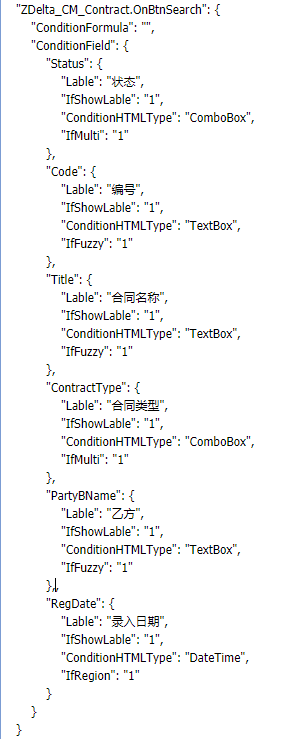 "ZDelta_CM_Contract.OnBtnSearch": {
"ConditionFormula": "",
"ConditionField": {
"Status": {
"Lable": "状态",
"IfShowLable": "1",
"ConditionHTMLType": "ComboBox",
"IfMulti": "1"
},
"Code": {
"Lable": "编号",
"IfShowLable": "1",
"ConditionHTMLType": "TextBox",
"IfFuzzy": "1"
},
"Title": {
"Lable": "合同名称",
"IfShowLable": "1",
"ConditionHTMLType": "TextBox",
"IfFuzzy": "1"
},
"ContractType": {
"Lable": "合同类型",
"IfShowLable": "1",
"ConditionHTMLType": "ComboBox",
"IfMulti": "1"
},
"PartyBName": {
"Lable": "乙方",
"IfShowLable": "1",
"ConditionHTMLType": "TextBox",
"IfFuzzy": "1"
},
"RegDate": {
"Lable": "录入日期",
"IfShowLable": "1",
"ConditionHTMLType": "DateTime",
"IfRegion": "1"
}
}
}